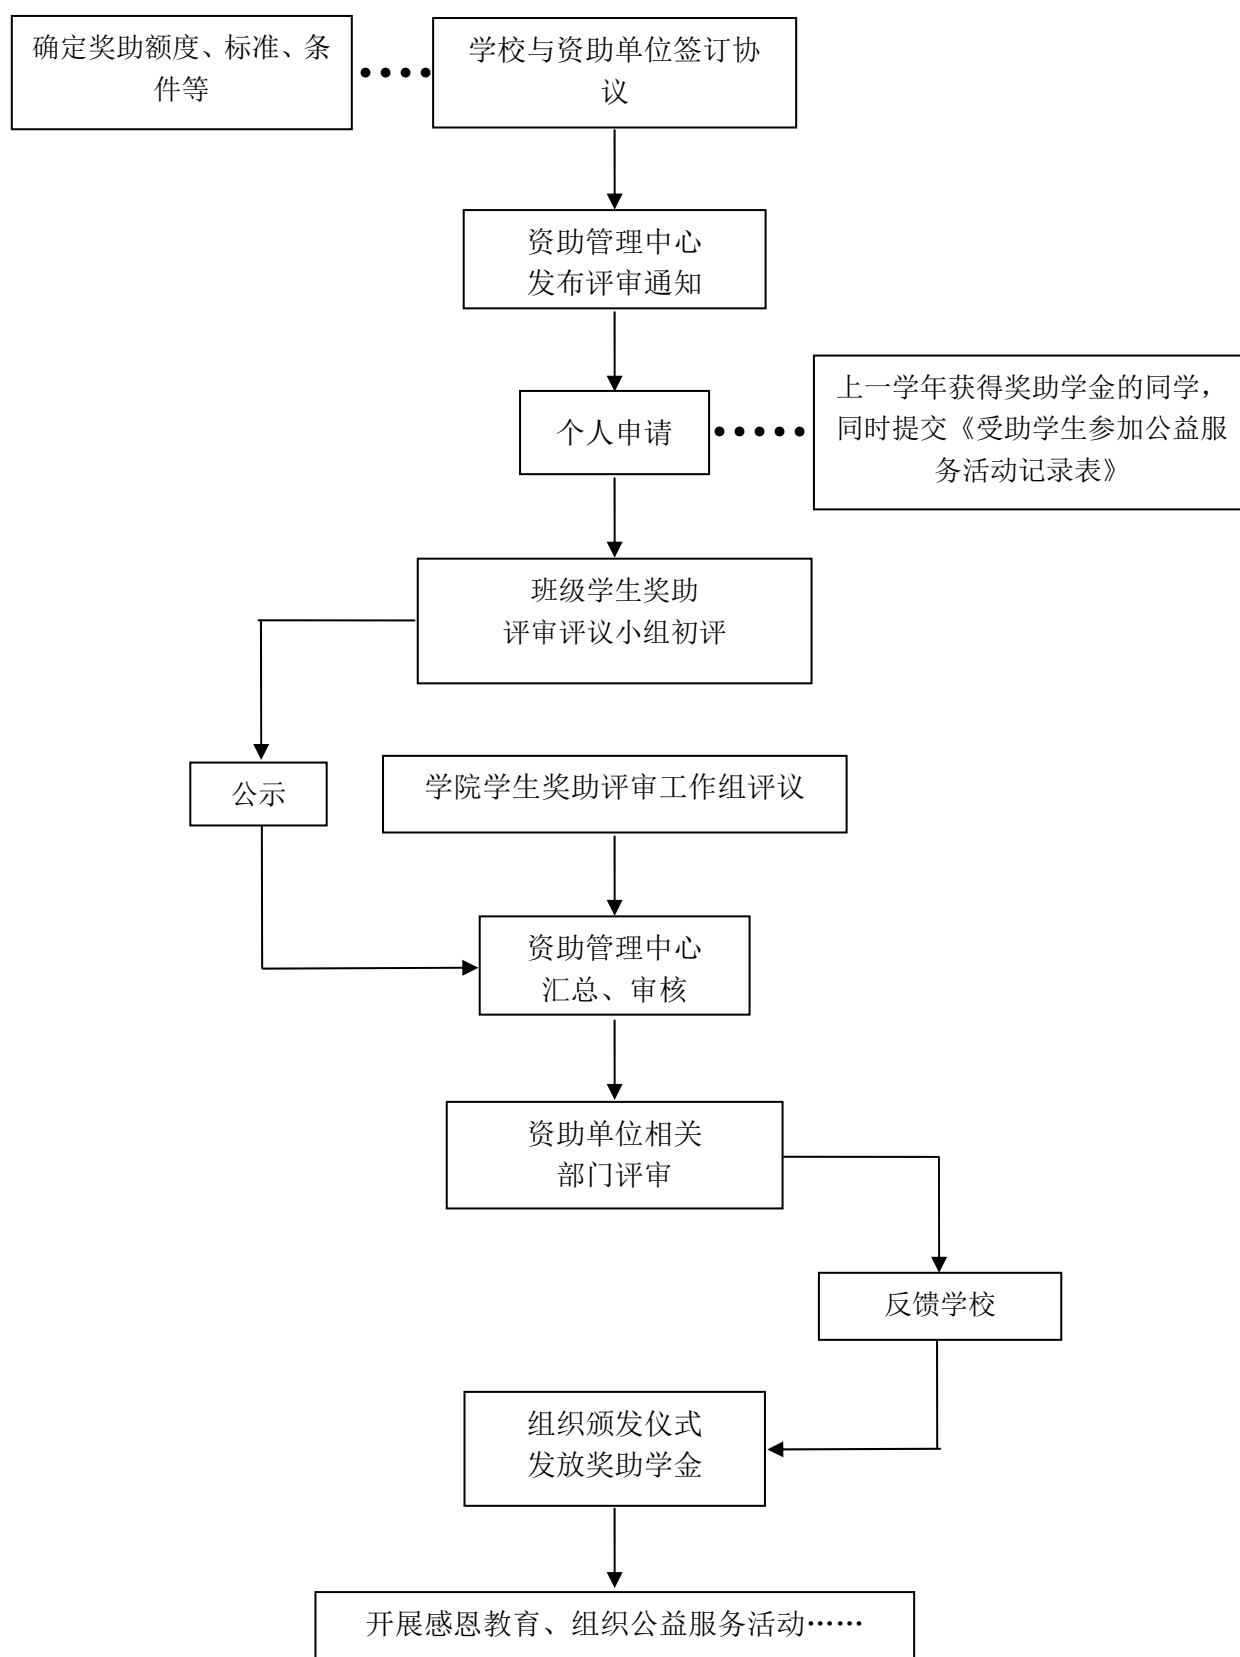 确定奖助额度、标准、条
件等
学校与资助单位签订协
议
资助管理中心
发布评审通知
个人申请
上一学年获得奖助学金的同学，
同时提交《受助学生参加公益服
务活动记录表》
班级学生奖助
评审评议小组初评
公示
学院学生奖助评审工作组评议
资助管理中心
汇总、审核
资助单位相关
部门评审
反馈学校
组织颁发仪式
发放奖助学金
开展感恩教育、组织公益服务活动……